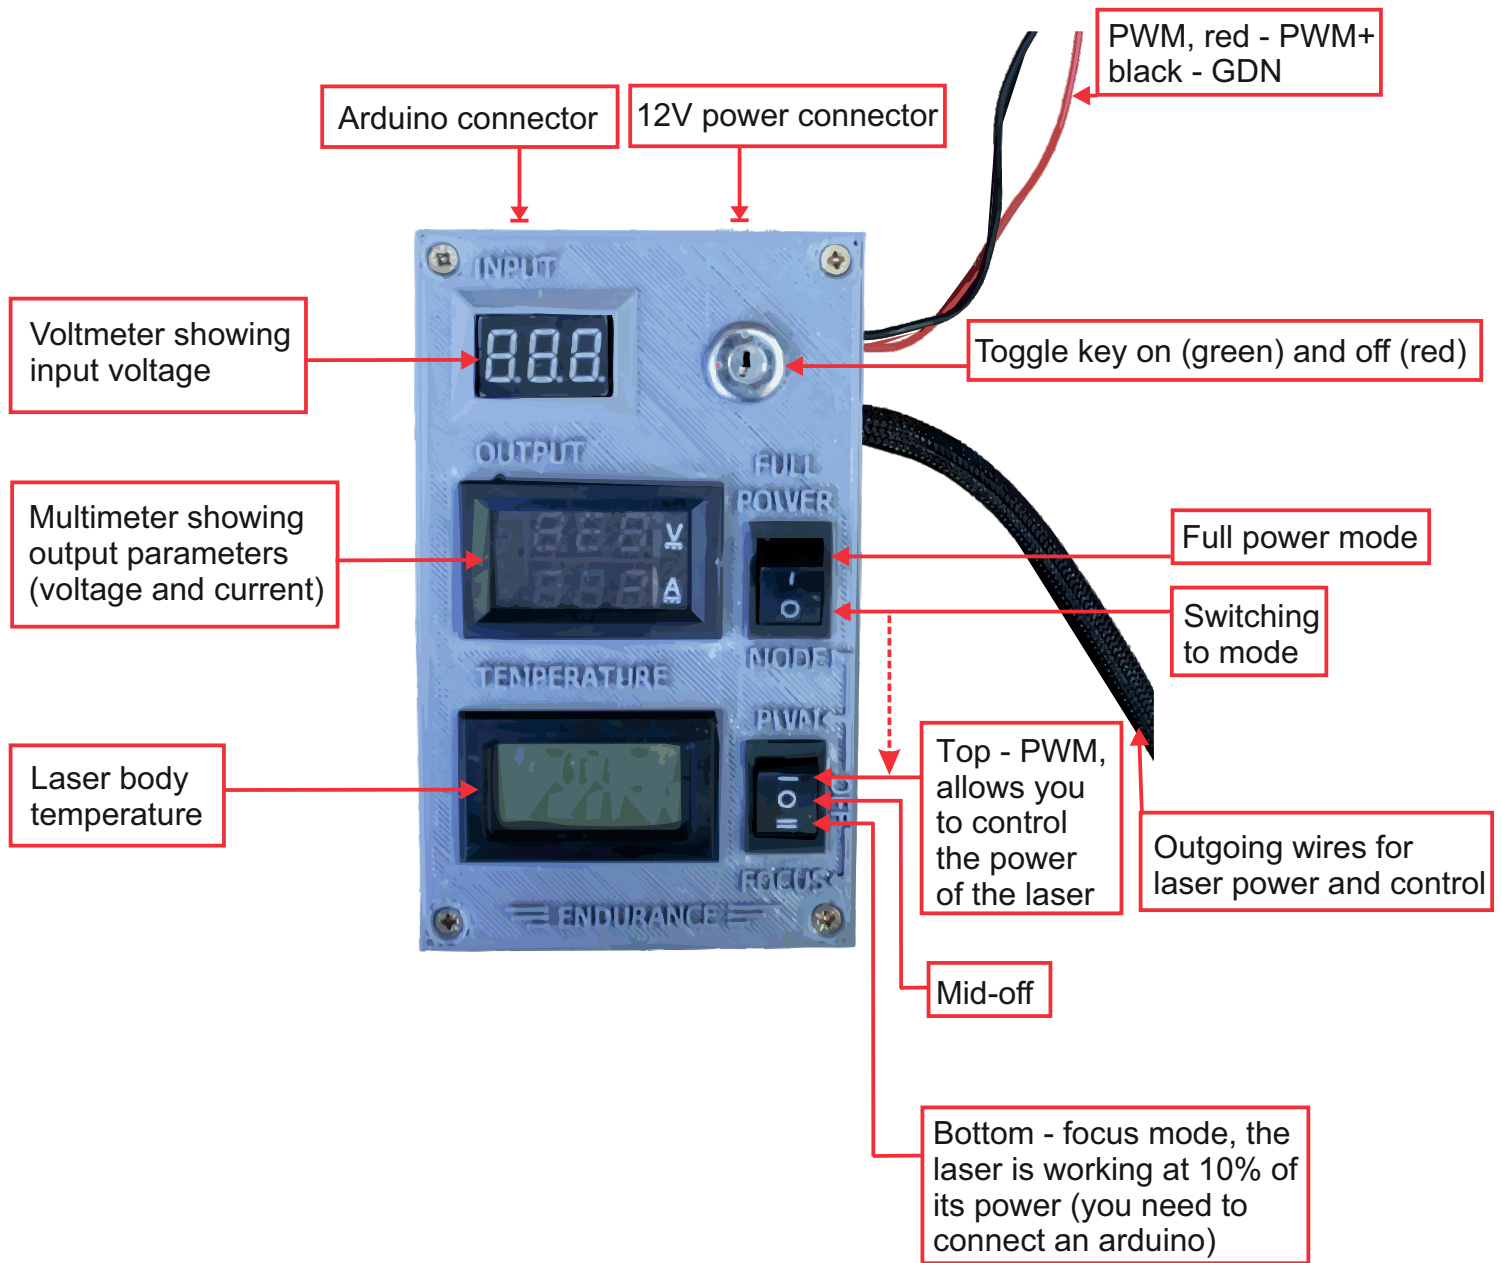 PWM, red - PWM+
black - GDN
Arduino connector
12V power connector
INPUT
Voltmeter showing
input voltage
Toggle key on (green) and off (red)
OUTPUT
FULL
POWER
Multimeter showing
output parameters
(voltage and current)
V
A
I
O
Full power mode
Switching
to mode
MODE
TEMPERATURE
PWM
Laser body
temperature
I
O
II
Top - PWM,
allows you
to control
the power
of the laser
Outgoing wires for
laser power and control
FOCUS
ENDURANCE
Mid-off
Bottom - focus mode, the
laser is working at 10% of
its power (you need to
connect an arduino)